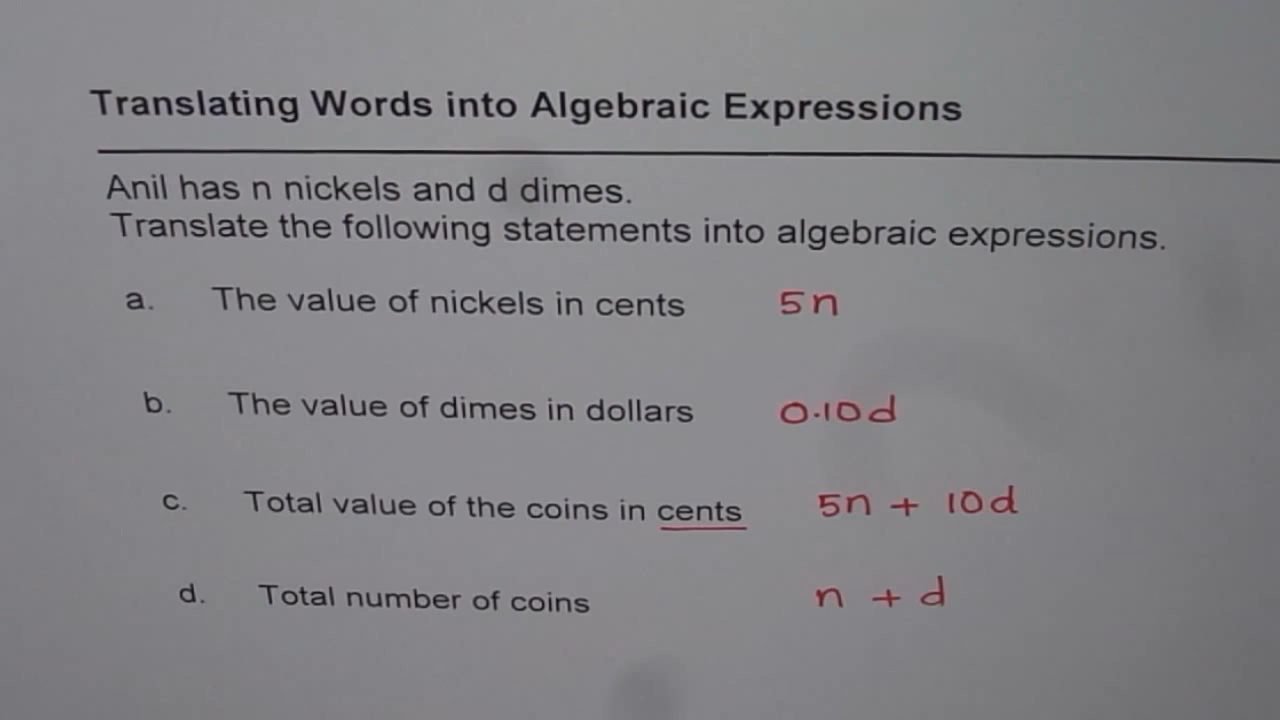 Translating Words into Algebraic Expressions
Anil has n nickels and d dimes.
Translate the following statements into algebraic expressions.
a. The value of nickels in cents 5n
b. The value of dimes in dollars 0.10d
c. Total value of the coins in cents 5n + 10d
d. Total number of coins n + d